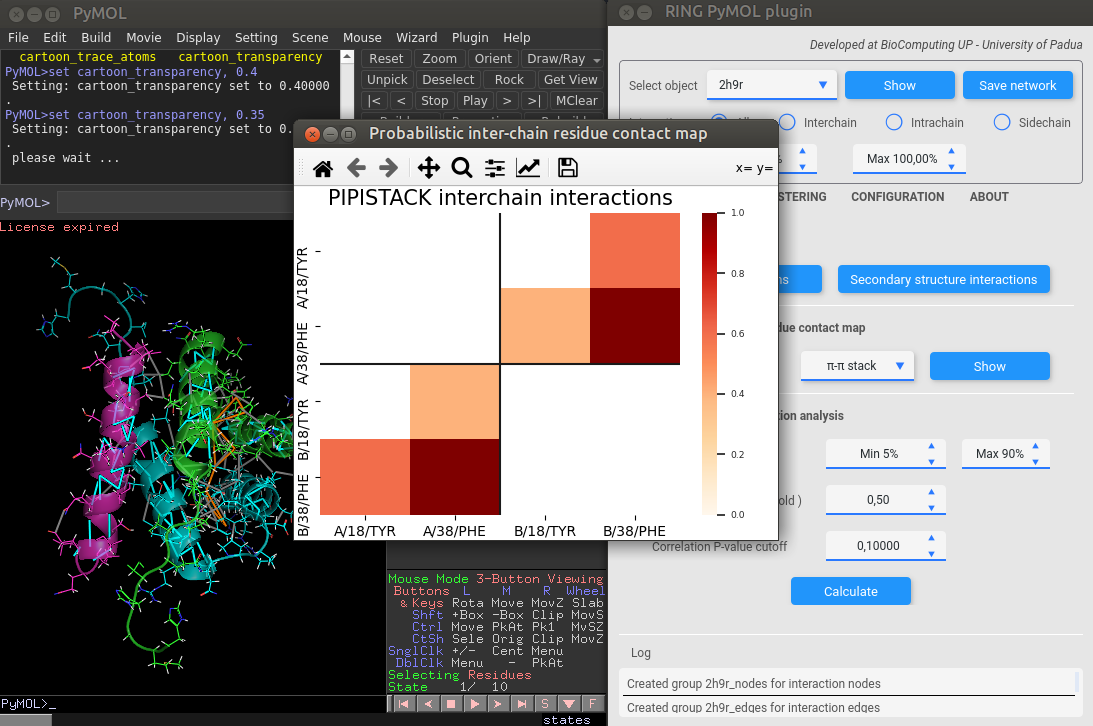 PyMOL
File Edit Build Movie Display Setting Scene Mouse Wizard Plugin Help
cartoon_trace_atoms cartoon_transparency
PyMOL>set cartoon_transparency, 0.4
Setting: cartoon_transparency set to 0.40000
.
PyMOL>set cartoon_transparency, 0.35
Setting: cartoon_transparency set to 0.
.
please wait ...
PyMOL>
Reset Zoom Orient Draw/Ray
Unpick Deselect Rock Get View
|< < Stop Play > >| MClear
License expired
RING PyMOL plugin
Developed at BioComputing UP - University of Padua
Select object 2h9r Show Save network
Interchain Intrachain Sidechain
% Max 100,00%
STERING CONFIGURATION ABOUT
ns Secondary structure interactions
due contact map
π-π stack Show
tion analysis
Min 5% Max 90%
old ) 0,50
Correlation P-value cutoff 0,10000
Calculate
Log
Created group 2h9r_nodes for interaction nodes
Created group 2h9r_edges for interaction edges
Probabilistic inter-chain residue contact map
x= y=
PIPISTACK interchain interactions
A/18/TYR
A/38/PHE
B/18/TYR
B/38/PHE
A/18/TYR A/38/PHE B/18/TYR B/38/PHE
1.0
0.8
0.6
0.4
0.2
0.0
Mouse Mode 3-Button Viewing
Buttons L M R Wheel
& Keys Rota Move MovZ Slab
Shft +Box -Box Clip MovS
Ctrl Move PkAt Pk1 MvSZ
CtSh Sele Orig Clip MovZ
SnglClk +/- Cent Menu
DblClk Menu - PkAt
Selecting Residues
State 1/ 10
PyMOL>_
S F
states